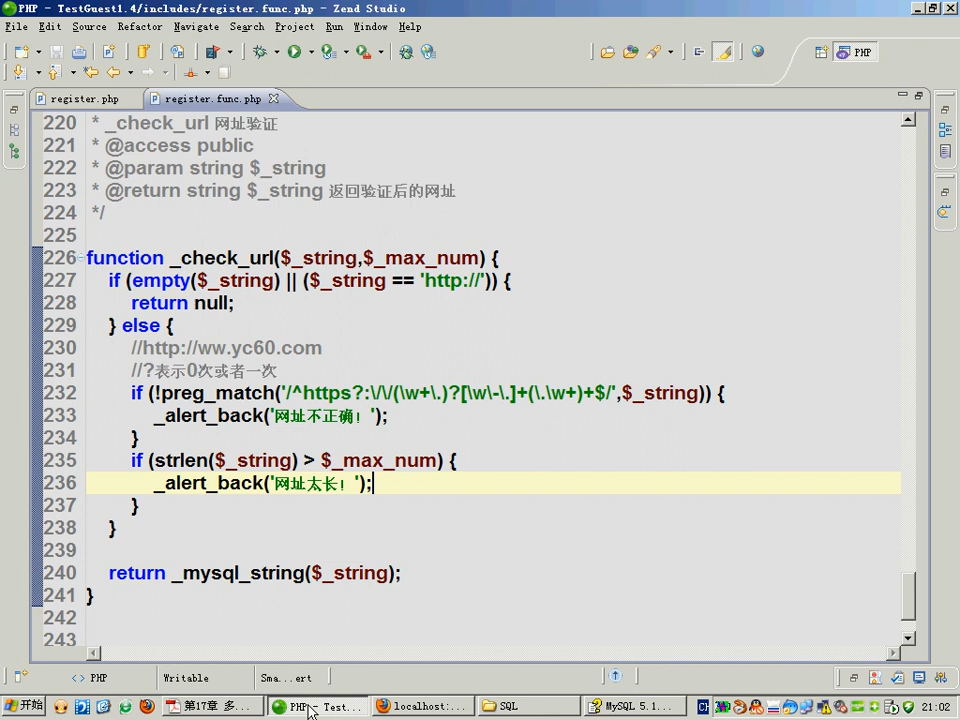 PHP - TestGuest1.4/includes/register.func.php - Zend Studio
File Edit Source Refactor Navigate Search Project Run Window Help
PHP
register.php register.func.php
220 * _check_url 网址验证
221 * @access public
222 * @param string $_string
223 * @return string $_string 返回验证后的网址
224 */
225
226 function _check_url($_string,$_max_num) {
227 if (empty($_string) || ($_string == 'http://')) {
228 return null;
229 } else {
230 //http://ww.yc60.com
231 //?表示0次或者一次
232 if (!preg_match('/^https?:\/\/(\w+\.)?[\w\-\.]+(\.\w+)+$/',$_string)) {
233 _alert_back('网址不正确！');
234 }
235 if (strlen($_string) > $_max_num) {
236 _alert_back('网址太长！');
237 }
238 }
239
240 return _mysql_string($_string);
241 }
242
243
PHP Writable Sma...ert
开始 第17章 多... PHP - Test... localhost:... SQL MySQL 5.1... CH 21:02